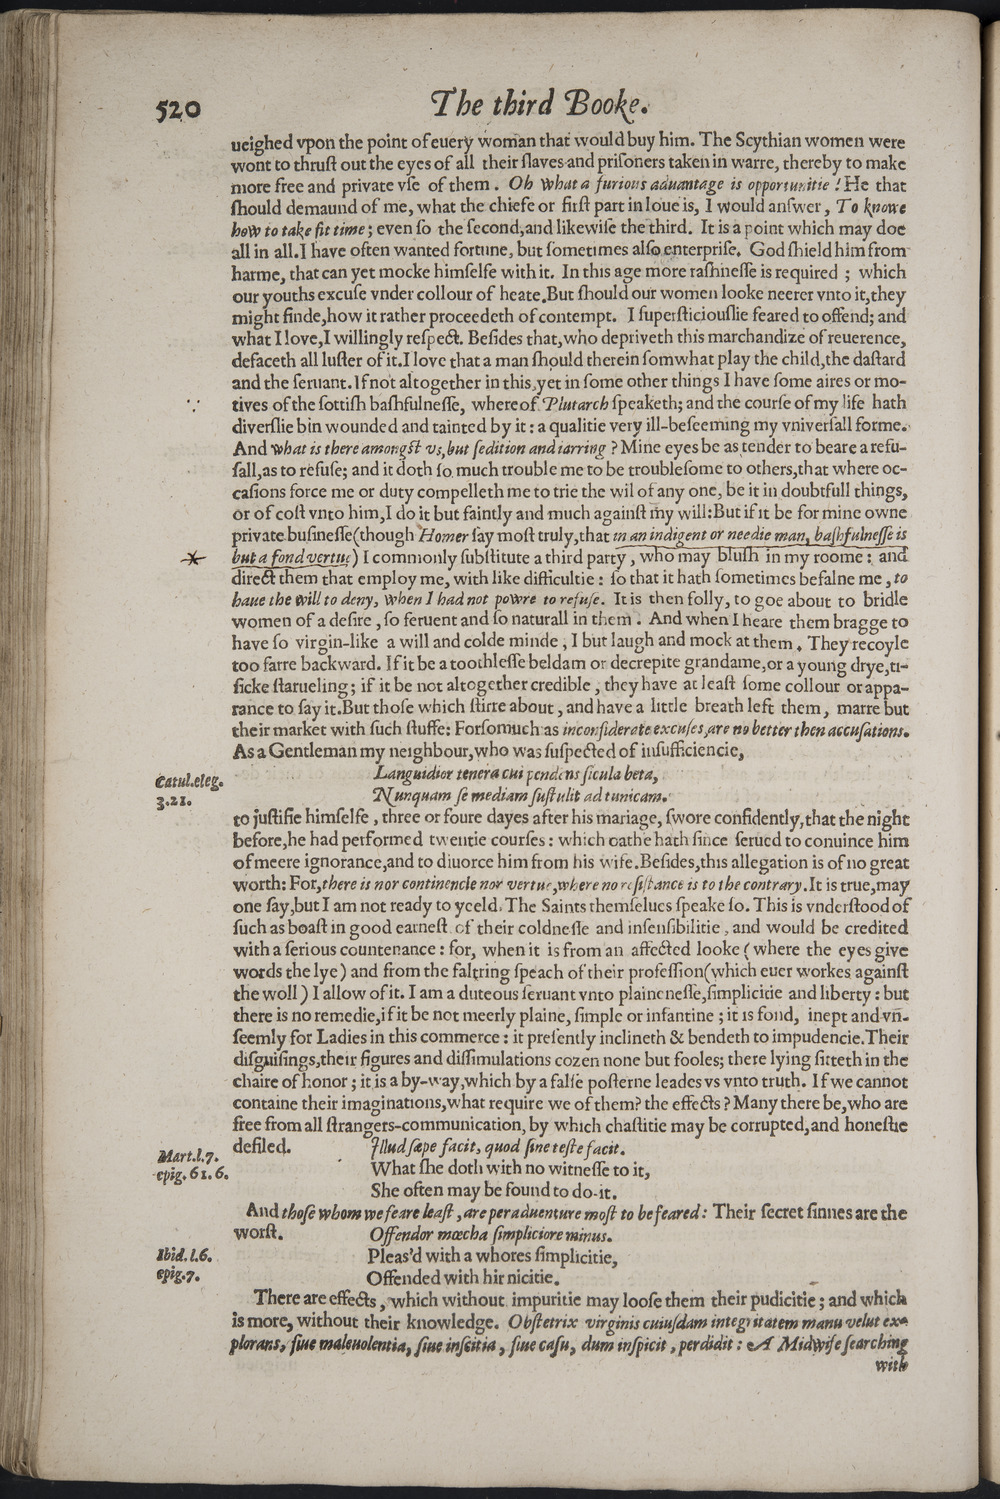 520
The third Booke.
ueighed vpon the point of euery woman that would buy him. The Scythian women were
wont to thruſt out the eyes of all their ſlaues and priſoners taken in warre, thereby to make
more free and private vſe of them. Oh what a furious aduantage is opportunitie! He that
ſhould demaund of me, what the chiefe or firſt part in loue is, I would anſwer, To knowe
how to take fit time; even ſo the ſecond, and likewiſe the third. It is a point which may doe
all in all. I have often wanted fortune, but ſometimes alſo enterpriſe. God ſhield him from
harme, that can yet mocke himſelfe with it. In this age more raſhneſſe is required; which
our youths excuſe vnder collour of heate. But ſhould our women looke neerer vnto it, they
might finde, how it rather proceedeth of contempt. I ſuperſticiouſlie feared to offend; and
what I love, I willingly reſpect. Beſides that, who depriveth this marchandize of reuerence,
defaceth all luſter of it. I love that a man ſhould therein ſomwhat play the child, the daſtard
and the ſeruant. If not altogether in this, yet in ſome other things I have ſome aires or mo-
tives of the ſottiſh baſhfulneſſe, whereof Plutarch ſpeaketh; and the courſe of my life hath
diverſlie bin wounded and tainted by it: a qualitie very ill-beſeeming my vniverſall forme.
And what is there amongſt vs, but ſedition and iarring? Mine eyes be as tender to beare a refu-
ſall, as to refuſe; and it doth ſo much trouble me to be troubleſome to others, that where oc-
caſions force me or duty compelleth me to trie the wil of any one, be it in doubtfull things,
or of coſt vnto him, I do it but faintly and much againſt my will: But if it be for mine owne
private buſineſſe (though Homer ſay moſt truly, that in an indigent or needie man, baſhfulneſſe is
but a fond vertue) I commonly ſubſtitute a third party, who may bluſh in my roome: and
direct them that employ me, with like difficultie: ſo that it hath ſometimes befalne me, to
haue the will to deny, when I had not powre to refuſe. It is then folly, to goe about to bridle
women of a deſire, ſo feruent and ſo naturall in them. And when I heare them bragge to
have ſo virgin-like a will and colde minde, I but laugh and mock at them. They recoyle
too farre backward. If it be a toothleſſe beldam or decrepite grandame, or a young drye, ti-
ſicke ſtarueling; if it be not altogether credible, they have at leaſt ſome collour or appa-
rance to ſay it. But thoſe which ſtirre about, and have a little breath left them, marre but
their market with ſuch ſtuffe: Forſomuch as inconſiderate excuſes are no better then accuſations.
As a Gentleman my neighbour, who was ſuſpected of inſufficiencie,
Languidior tenera cui pendens ſicula beta,
Catul. eleg.
3.21.
Nunquam ſe mediam ſuſtulit ad tunicam.
to juſtifie himſelfe, three or foure dayes after his mariage, ſwore confidently, that the night
before, he had performed twentie courſes: which oathe hath ſince ſerued to conuince him
of meere ignorance, and to diuorce him from his wife. Beſides, this allegation is of no great
worth: For, there is nor continencie nor vertue, where no reſiſtance is to the contrary. It is true, may
one ſay, but I am not ready to yeeld. The Saints themſelues ſpeake ſo. This is vnderſtood of
ſuch as boaſt in good earneſt of their coldneſſe and inſenſibilitie, and would be credited
with a ſerious countenance: for, when it is from an affected looke (where the eyes give
words the lye) and from the faltring ſpeach of their profeſſion (which euer workes againſt
the woll) I allow of it. I am a duteous ſeruant vnto plaineneſſe, ſimplicitie and liberty: but
there is no remedie, if it be not meerly plaine, ſimple or infantine; it is fond, inept and vñ-
ſeemly for Ladies in this commerce: it preſently inclineth & bendeth to impudencie. Their
diſguiſings, their figures and diſſimulations cozen none but fooles; there lying ſitteth in the
chaire of honor; it is a by-way, which by a falſe poſterne leades vs vnto truth. If we cannot
containe their imaginations, what require we of them? the effects? Many there be, who are
free from all ſtrangers-communication, by which chaſtitie may be corrupted, and honeſtie
defiled. Illud ſæpe facit, quod ſine teſte facit.
Mart. l. 7.
epig. 61. 6.
What ſhe doth with no witneſſe to it,
She often may be found to do-it.
And thoſe whom we feare leaſt, are peraduenture moſt to be feared: Their ſecret ſinnes are the
worſt. Offendor mœcha ſimpliciore minus.
Ibid. l. 6.
epig. 7.
Pleas'd with a whores ſimplicitie,
Offended with hir nicitie.
There are effects, which without impuritie may looſe them their pudicitie; and which
is more, without their knowledge. Obſtetrix virginis cuiuſdam integritatem manu velut ex-
plorans, ſiue maleuolentia, ſiue inſcitia, ſiue caſu, dum inſpicit, perdidit: A Midwife ſearching
with